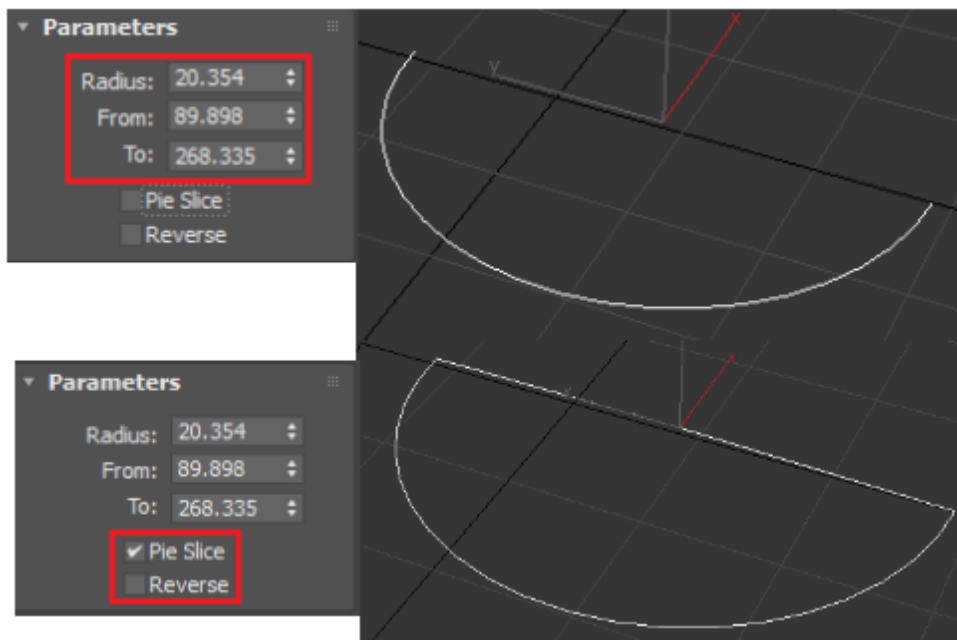 Parameters
Radius: 20.354
From: 89.898
To: 268.335
Pie Slice
Reverse
y
x
Parameters
Radius: 20.354
From: 89.898
To: 268.335
Pie Slice
Reverse